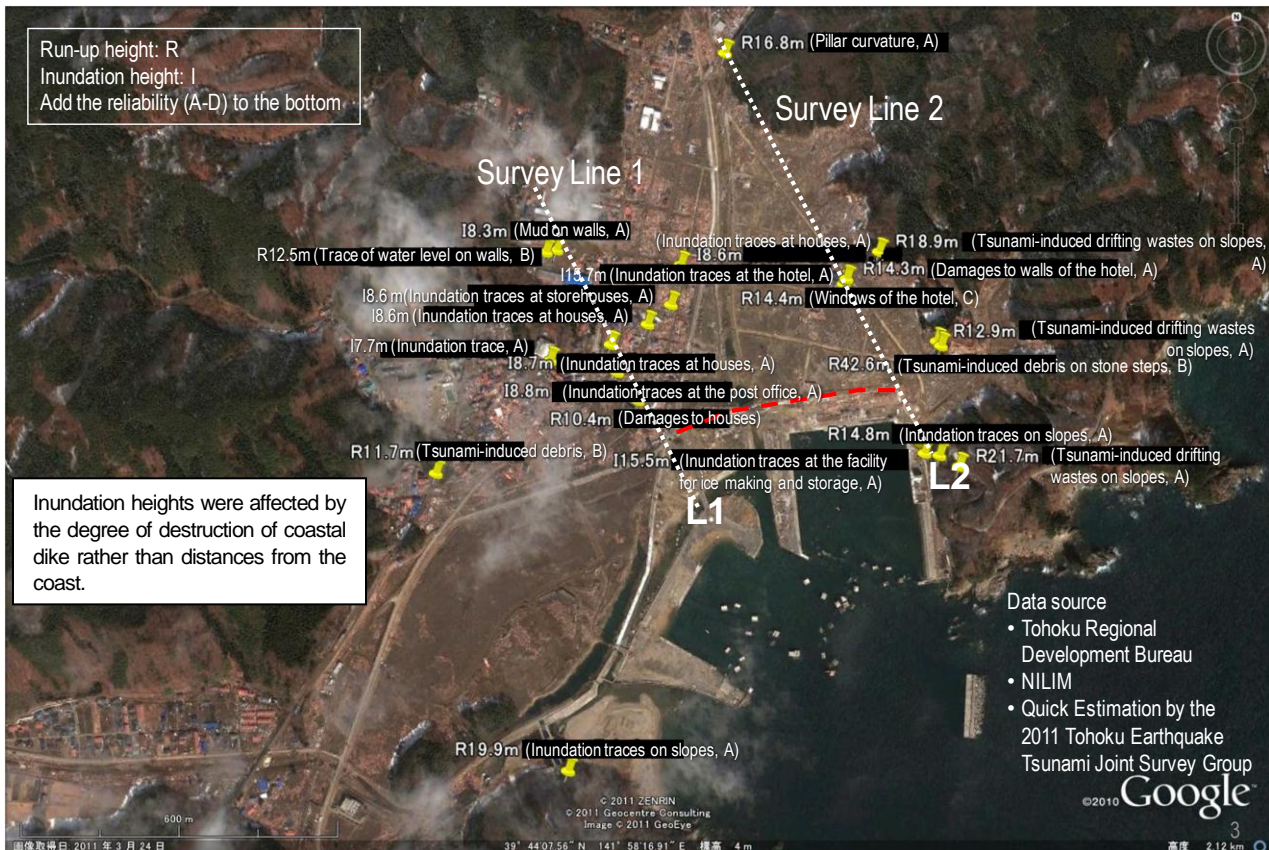 Run-up height: R
Inundation height: I
Add the reliability (A-D) to the bottom
R16.8m (Pillar curvature, A)
Survey Line 2
Survey Line 1
I8.3m (Mud on walls, A)
R12.5m (Trace of water level on walls, B)
(Inundation traces at houses, A)
I8.6m
R18.9m (Tsunami-induced drifting wastes on slopes, A)
I15.7m (Inundation traces at the hotel, A)
R14.3m (Damages to walls of the hotel, A)
I8.6m (Inundation traces at storehouses, A)
R14.4m (Windows of the hotel, C)
I8.6m (Inundation traces at houses, A)
R12.9m (Tsunami-induced drifting wastes
on slopes, A)
I7.7m (Inundation trace, A)
I8.7m (Inundation traces at houses, A)
R42.6m (Tsunami-induced debris on stone steps, B)
I8.8m (Inundation traces at the post office, A)
R10.4m (Damages to houses)
R14.8m (Inundation traces on slopes, A)
R11.7m (Tsunami-induced debris, B)
I15.5m (Inundation traces at the facility
for ice making and storage, A)
R21.7m (Tsunami-induced drifting
wastes on slopes, A)
L1
L2
Inundation heights were affected by
the degree of destruction of coastal
dike rather than distances from the
coast.
Data source
• Tohoku Regional
Development Bureau
• NILIM
• Quick Estimation by the
2011 Tohoku Earthquake
Tsunami Joint Survey Group
R19.9m (Inundation traces on slopes, A)
©2010 Google
© 2011 ZENRIN
© 2011 Geocentre Consulting
Image © 2011 GeoEye
600 m
3
画像取得日 2011 年 3 月 24 日
39° 44'07.56" N 141° 58'16.91" E 標高 4 m
高度 2.12 km
N